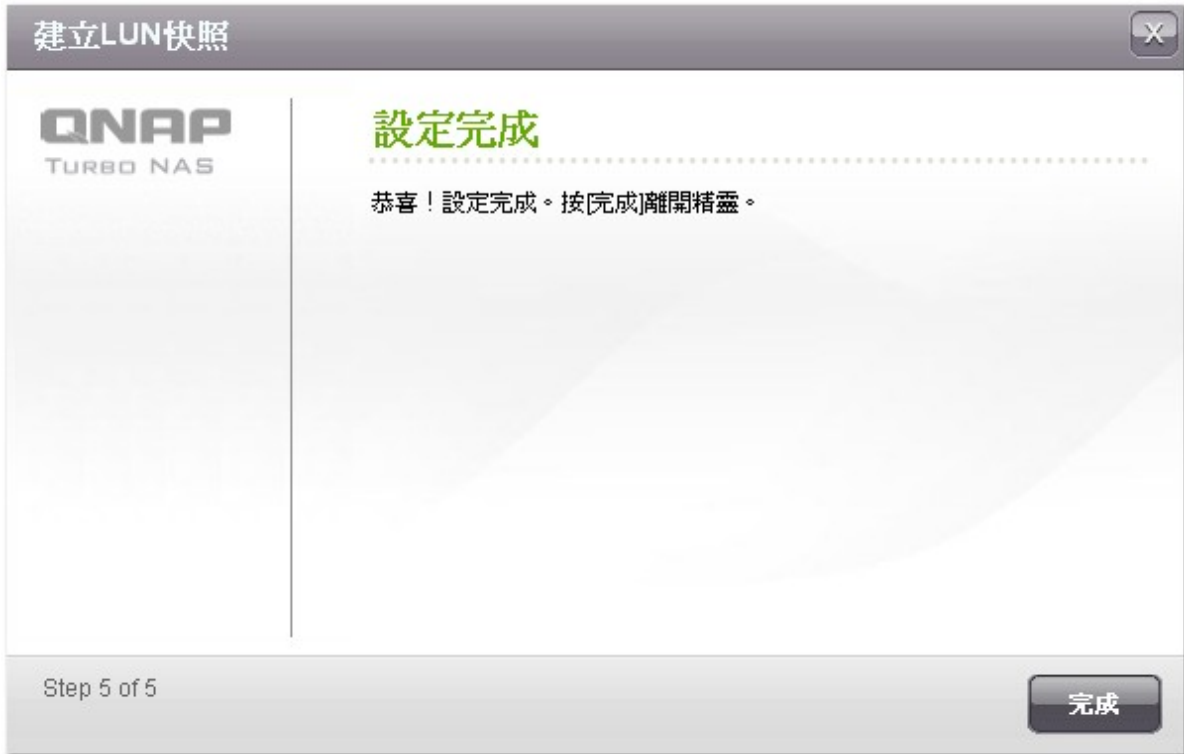 建立LUN快照
X
QNAP
TURBO NAS
設定完成
恭喜！設定完成。按[完成]離開精靈。
Step 5 of 5
完成